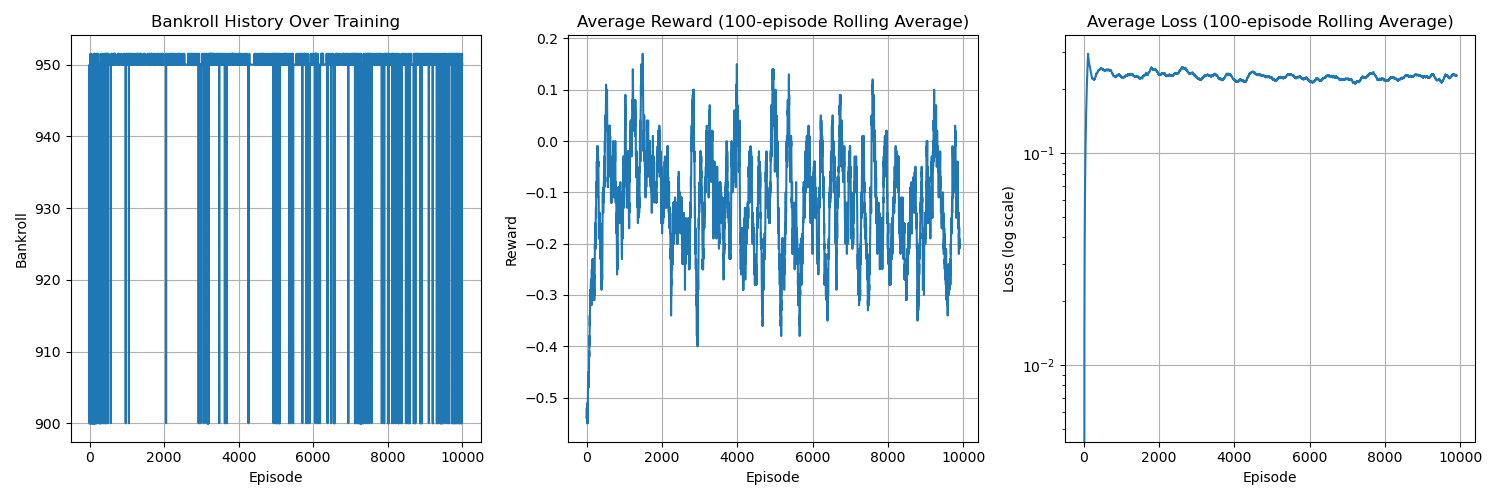 Bankroll History Over Training
Bankroll
950
940
930
920
910
900
0 2000 4000 6000 8000 10000
Episode
Average Reward (100-episode Rolling Average)
Reward
0.2
0.1
0.0
−0.1
−0.2
−0.3
−0.4
−0.5
0 2000 4000 6000 8000 10000
Episode
Average Loss (100-episode Rolling Average)
Loss (log scale)
10⁻¹
10⁻²
0 2000 4000 6000 8000 10000
Episode